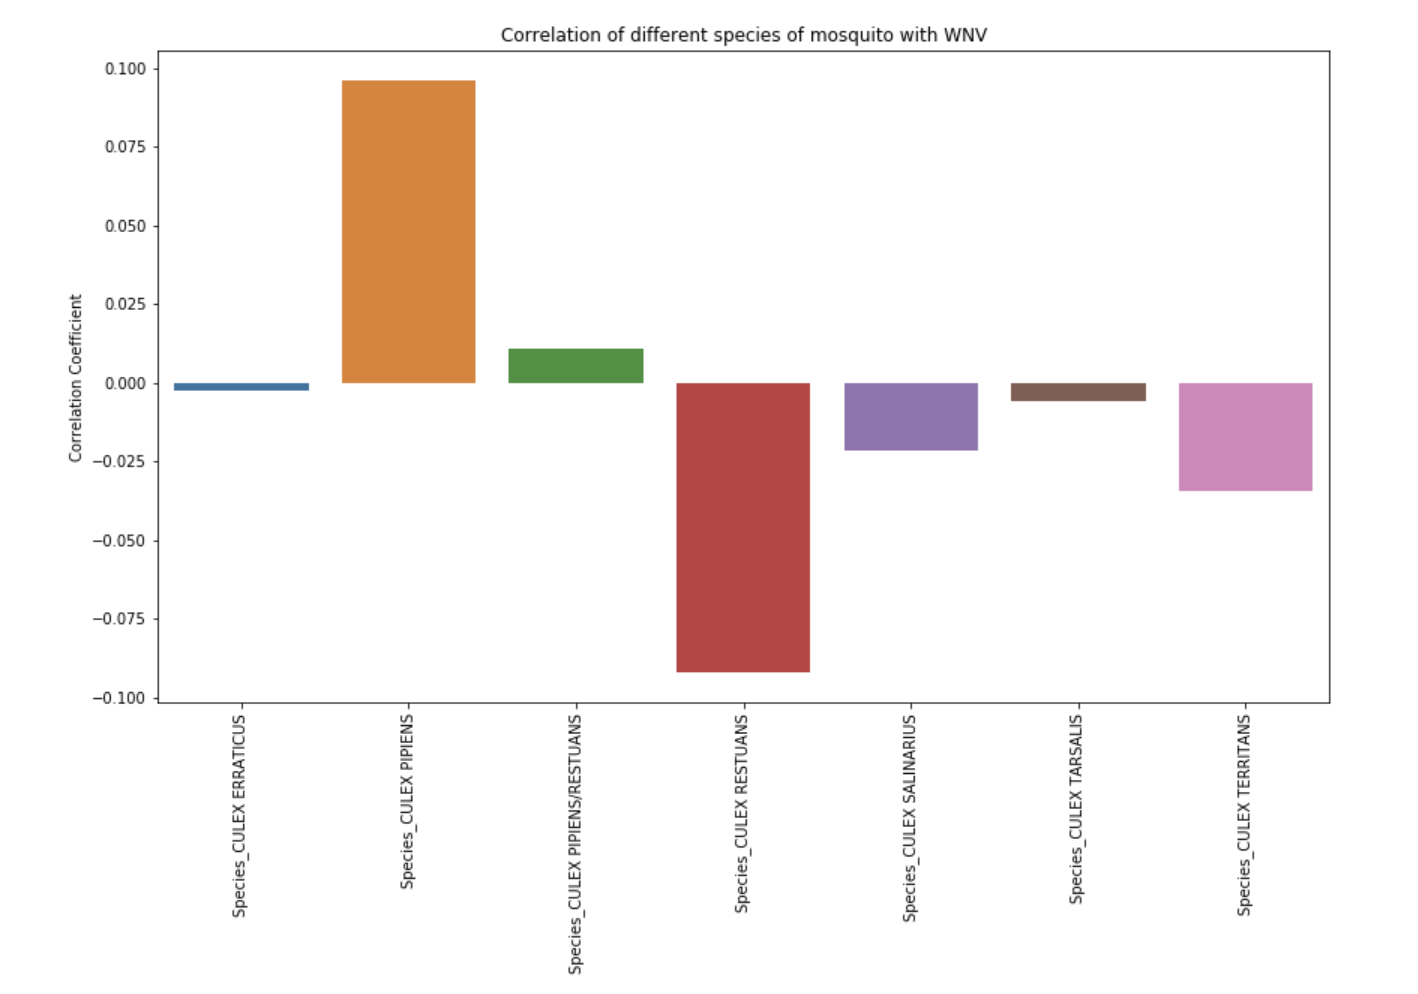 Correlation of different species of mosquito with WNV
0.100
0.075
0.050
0.025
0.000
−0.025
−0.050
−0.075
−0.100
Correlation Coefficient
Species_CULEX ERRATICUS
Species_CULEX PIPIENS
Species_CULEX PIPIENS/RESTUANS
Species_CULEX RESTUANS
Species_CULEX SALINARIUS
Species_CULEX TARSALIS
Species_CULEX TERRITANS